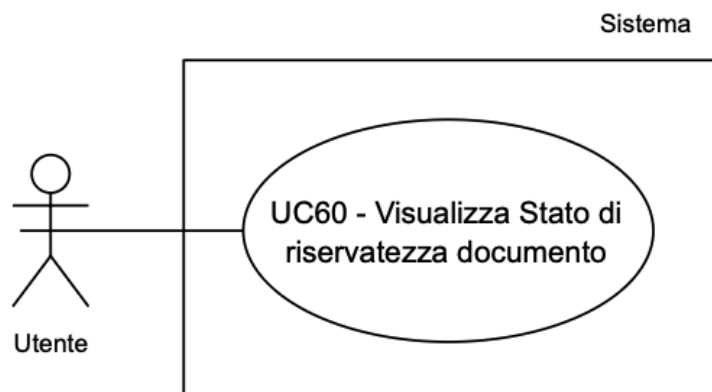 Sistema
UC60 - Visualizza Stato di
riservatezza documento
Utente